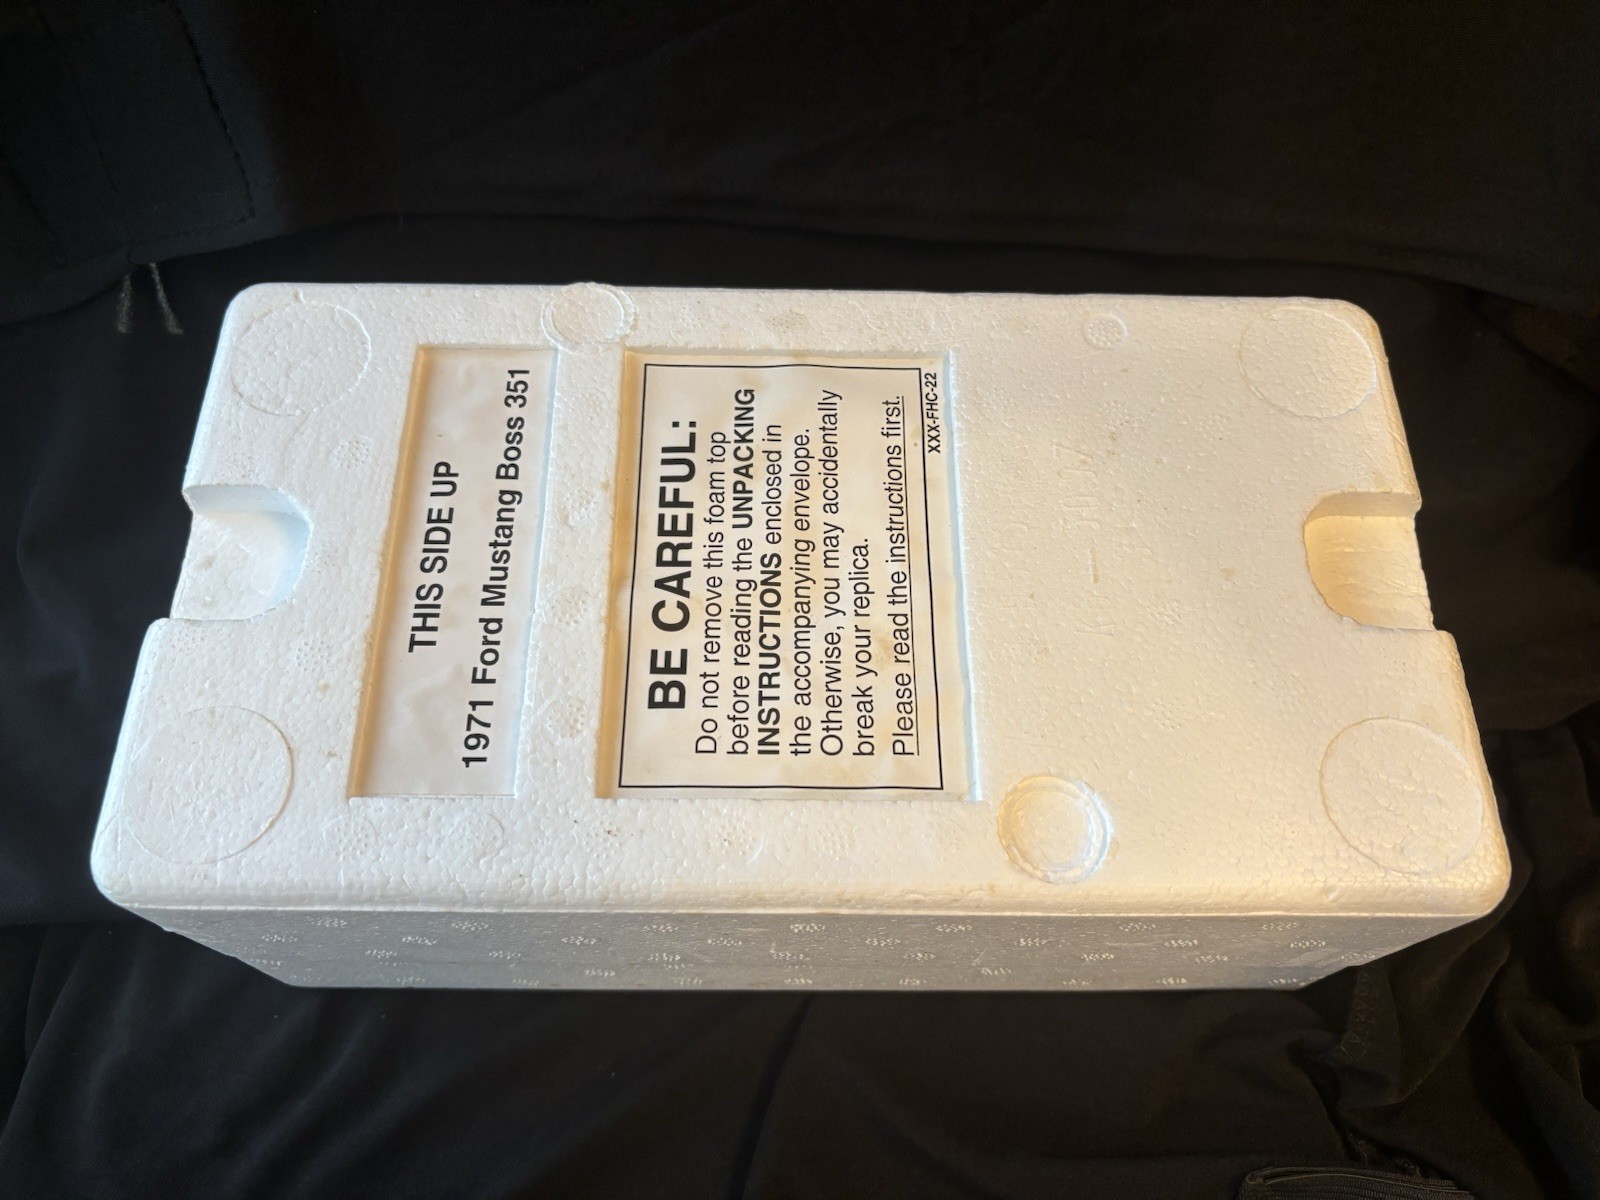 THIS SIDE UP
1971 Ford Mustang Boss 351
BE CAREFUL:
Do not remove this foam top
before reading the UNPACKING
INSTRUCTIONS enclosed in
the accompanying envelope.
Otherwise, you may accidentally
break your replica.
Please read the instructions first.
XXX-FHC-22